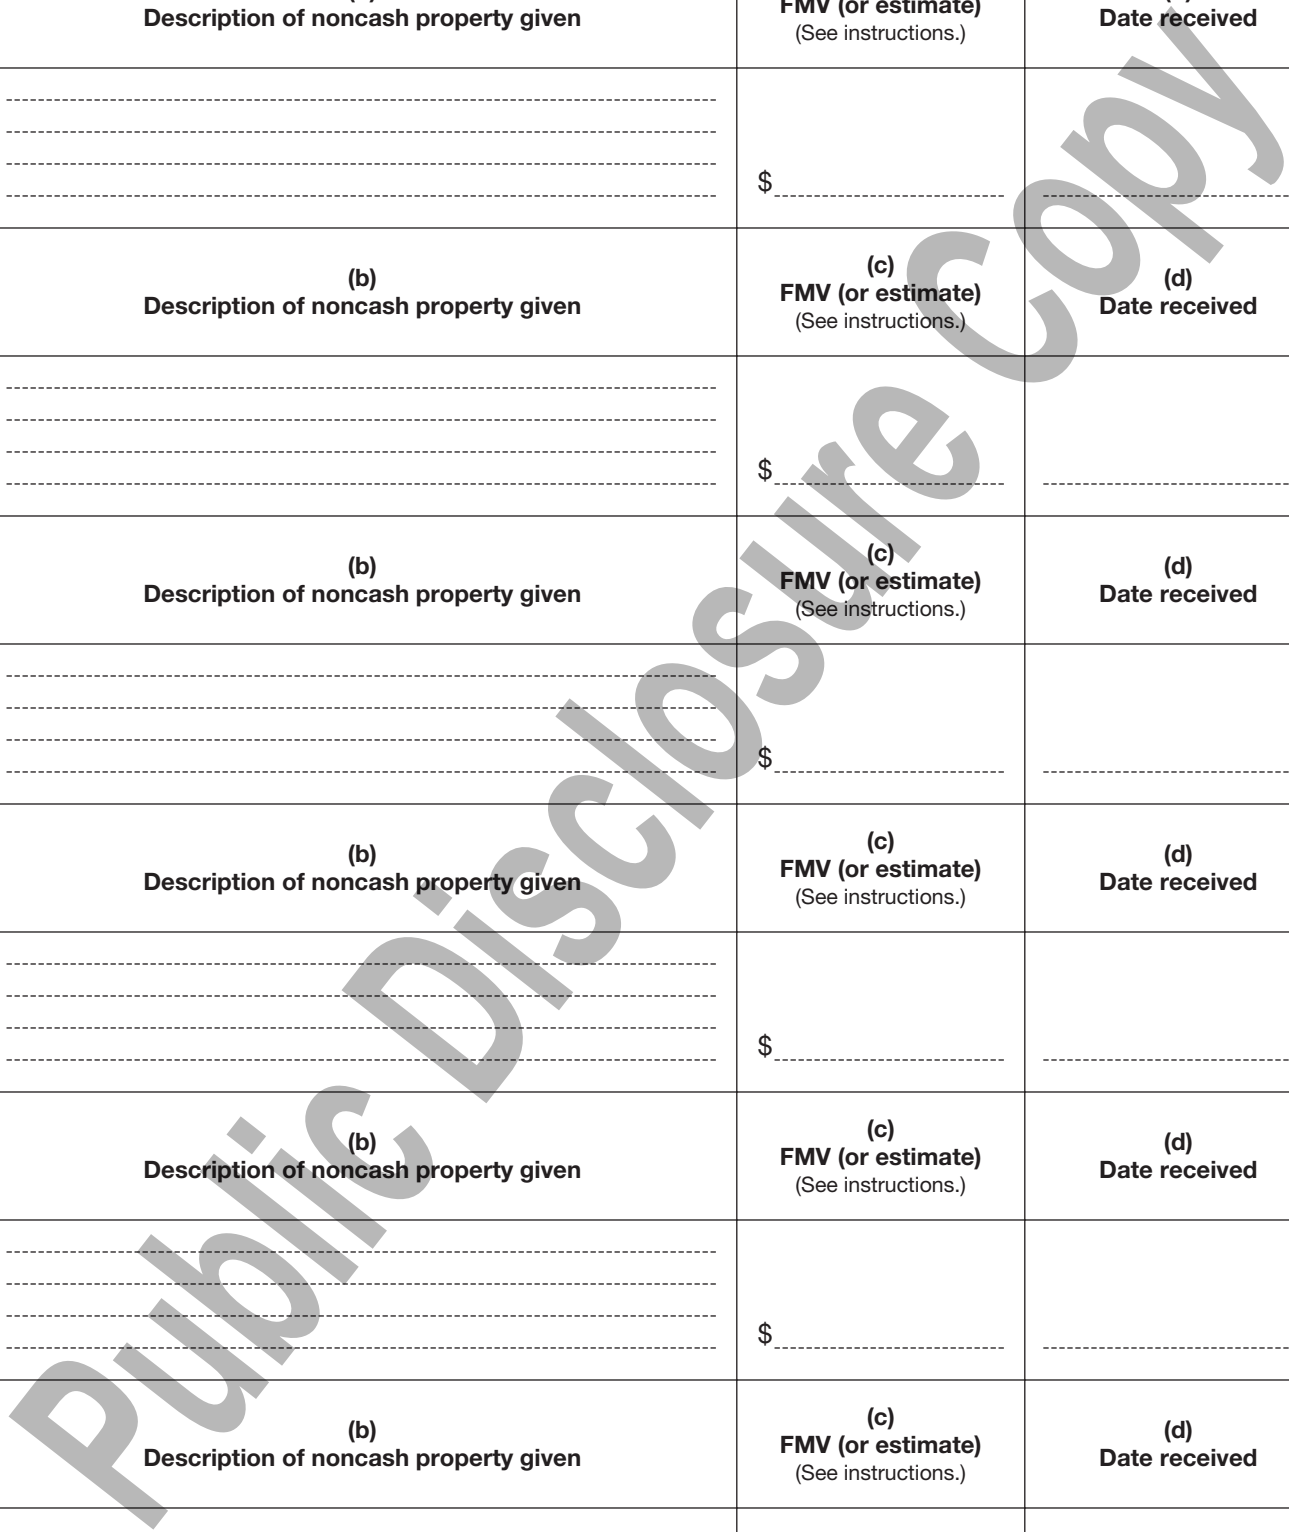 Description of noncash property given
FMV (or estimate)
(See instructions.)
Date received
$
(b)
Description of noncash property given
(c)
FMV (or estimate)
(See instructions.)
(d)
Date received
$
(b)
Description of noncash property given
(c)
FMV (or estimate)
(See instructions.)
(d)
Date received
$
(b)
Description of noncash property given
(c)
FMV (or estimate)
(See instructions.)
(d)
Date received
$
(b)
Description of noncash property given
(c)
FMV (or estimate)
(See instructions.)
(d)
Date received
$
(b)
Description of noncash property given
(c)
FMV (or estimate)
(See instructions.)
(d)
Date received
Public Disclosure Copy